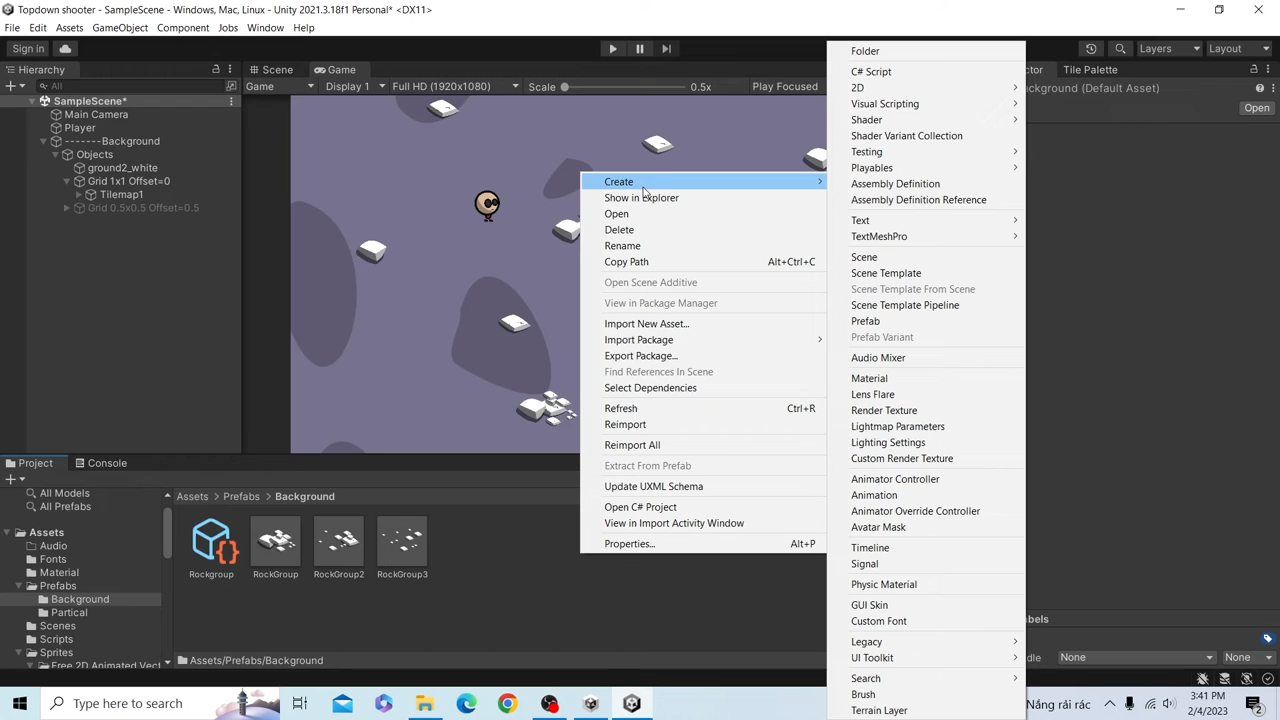 Topdown shooter - SampleScene - Windows, Mac, Linux - Unity 2021.3.18f1 Personal* <DX11>
File Edit Assets GameObject Component Jobs Window Help
Sign in
Layers
Layout
Hierarchy
Scene
Game
All
Game
Display 1
Full HD (1920x1080)
Scale
0.5x
Play Focused
SampleScene*
Main Camera
Player
-------Background
Objects
ground2_white
Grid 1x1 Offset=0
Tilemap1
Grid 0.5x0.5 Offset=0.5
Create
Show in Explorer
Open
Delete
Rename
Copy Path Alt+Ctrl+C
Open Scene Additive
View in Package Manager
Import New Asset...
Import Package
Export Package...
Find References In Scene
Select Dependencies
Refresh Ctrl+R
Reimport
Reimport All
Extract From Prefab
Update UXML Schema
Open C# Project
View in Import Activity Window
Properties... Alt+P
Folder
C# Script
2D
Visual Scripting
Shader
Shader Variant Collection
Testing
Playables
Assembly Definition
Assembly Definition Reference
Text
TextMeshPro
Scene
Scene Template
Scene Template From Scene
Scene Template Pipeline
Prefab
Prefab Variant
Audio Mixer
Material
Lens Flare
Render Texture
Lightmap Parameters
Lighting Settings
Custom Render Texture
Animator Controller
Animation
Animator Override Controller
Avatar Mask
Timeline
Signal
Physic Material
GUI Skin
Custom Font
Legacy
UI Toolkit
Search
Brush
Terrain Layer
Tile Palette
(Default Asset)
Open
None
None
Project
Console
All Models
All Prefabs
Assets
Audio
Fonts
Material
Prefabs
Background
Partical
Scenes
Scripts
Sprites
Free 2D Animated Vect
Assets > Prefabs > Background
Rockgroup
RockGroup
RockGroup2
RockGroup3
Assets/Prefabs/Background
Type here to search
Nắng rải rác
3:41 PM
2/4/2023
2